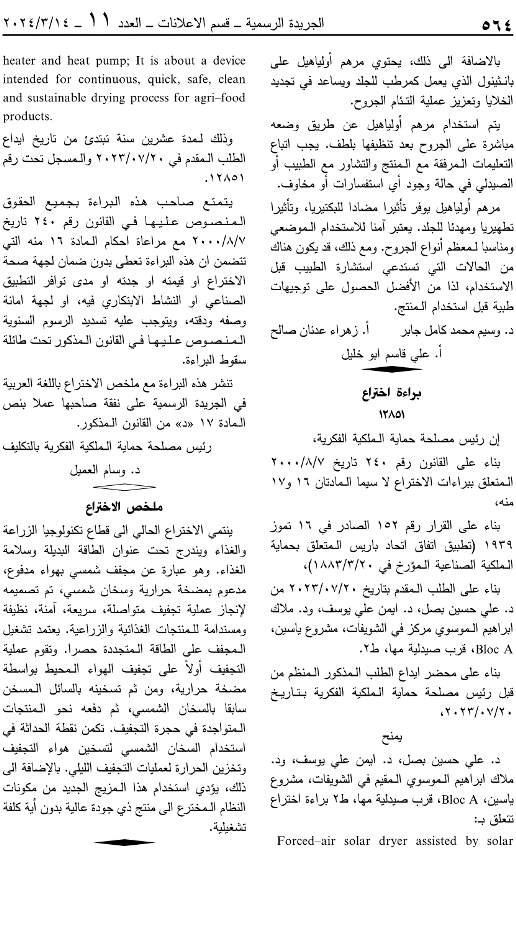 ٥٦٤
الجريدة الرسمية – قسم الاعلانات – العدد ١١ – ٢٠٢٤/٣/١٤
بالاضافة الى ذلك، يحتوي مرهم أولياهيل على
بانثينول الذي يعمل كمرطب للجلد ويساعد في تجديد
الخلايا وتعزيز عملية التئام الجروح.
يتم استخدام مرهم أولياهيل عن طريق وضعه
مباشرة على الجروح بعد تنظيفها بلطف. يجب اتباع
التعليمات المرفقة مع المنتج والتشاور مع الطبيب أو
الصيدلي في حالة وجود أي استفسارات أو مخاوف.
مرهم أولياهيل يوفر تأثيرا مضادا للبكتيريا، وتأثيرا
تطهيريا ومهدئا للجلد. يعتبر آمنا للاستخدام الموضعي
ومناسبا لمعظم أنواع الجروح. ومع ذلك، قد يكون هناك
من الحالات التي تستدعي استشارة الطبيب قبل
الاستخدام، لذا من الأفضل الحصول على توجيهات
طبية قبل استخدام المنتج.
د. وسيم محمد كامل جابر أ. زهراء عدنان صالح
أ. علي قاسم ابو خليل
براءة اختراع
١٢٨٥١
إن رئيس مصلحة حماية الملكية الفكرية،
بناء على القانون رقم ٢٤٠ تاريخ ٢٠٠٠/٨/٧
المتعلق ببراءات الاختراع لا سيما المادتان ١٦ و١٧
منه،
بناء على القرار رقم ١٥٢ الصادر في ١٦ تموز
١٩٣٩ (تطبيق اتفاق اتحاد باريس المتعلق بحماية
الملكية الصناعية المؤرخ في ١٨٨٣/٣/٢٠)،
بناء على الطلب المقدم بتاريخ ٢٠٢٣/٠٧/٢٠ من
د. علي حسين بصل، د. ايمن علي يوسف، ود. ملاك
ابراهيم الموسوي مركز في الشويفات، مشروع ياسين،
Bloc A، قرب صيدلية مها، ط٢.
بناء على محضر ايداع الطلب المذكور المنظم من
قبل رئيس مصلحة حماية الملكية الفكرية بتاريخ
٢٠٢٣/٠٧/٢٠،
يمنح
د. علي حسين بصل، د. ايمن علي يوسف، ود.
ملاك ابراهيم الموسوي المقيم في الشويفات، مشروع
ياسين، Bloc A، قرب صيدلية مها، ط٢ براءة اختراع
تتعلق بـ:
Forced–air solar dryer assisted by solar
heater and heat pump; It is about a device
intended for continuous, quick, safe, clean
and sustainable drying process for agri–food
products.
وذلك لمدة عشرين سنة تبتدئ من تاريخ ايداع
الطلب المقدم في ٢٠٢٣/٠٧/٢٠ والمسجل تحت رقم
١٢٨٥١.
يتمتع صاحب هذه البراءة بجميع الحقوق
المنصوص عليها في القانون رقم ٢٤٠ تاريخ
٢٠٠٠/٨/٧ مع مراعاة احكام المادة ١٦ منه التي
تتضمن ان هذه البراءة تعطى بدون ضمان لجهة صحة
الاختراع او قيمته او جدته او مدى توافر التطبيق
الصناعي او النشاط الابتكاري فيه، او لجهة امانة
وصفه ودقته، ويتوجب عليه تسديد الرسوم السنوية
المنصوص عليها في القانون المذكور تحت طائلة
سقوط البراءة.
تنشر هذه البراءة مع ملخص الاختراع باللغة العربية
في الجريدة الرسمية على نفقة صاحبها عملا بنص
المادة ١٧ «د» من القانون المذكور.
رئيس مصلحة حماية الملكية الفكرية بالتكليف
د. وسام العميل
ملخص الاختراع
ينتمي الاختراع الحالي الى قطاع تكنولوجيا الزراعة
والغذاء ويندرج تحت عنوان الطاقة البديلة وسلامة
الغذاء. وهو عبارة عن مجفف شمسي بهواء مدفوع،
مدعوم بمضخة حرارية وسخان شمسي، تم تصميمه
لإنجاز عملية تجفيف متواصلة، سريعة، آمنة، نظيفة
ومستدامة للمنتجات الغذائية والزراعية. يعتمد تشغيل
المجفف على الطاقة المتجددة حصرا. وتقوم عملية
التجفيف أولاً على تجفيف الهواء المحيط بواسطة
مضخة حرارية، ومن ثم تسخينه بالسائل المسخن
سابقا بالسخان الشمسي، ثم دفعه نحو المنتجات
المتواجدة في حجرة التجفيف. تكمن نقطة الحداثة في
استخدام السخان الشمسي لتسخين هواء التجفيف
وتخزين الحرارة لعمليات التجفيف الليلي. بالإضافة الى
ذلك، يؤدي استخدام هذا المزيج الجديد من مكونات
النظام المخترع الى منتج ذي جودة عالية بدون أية كلفة
تشغيلية.